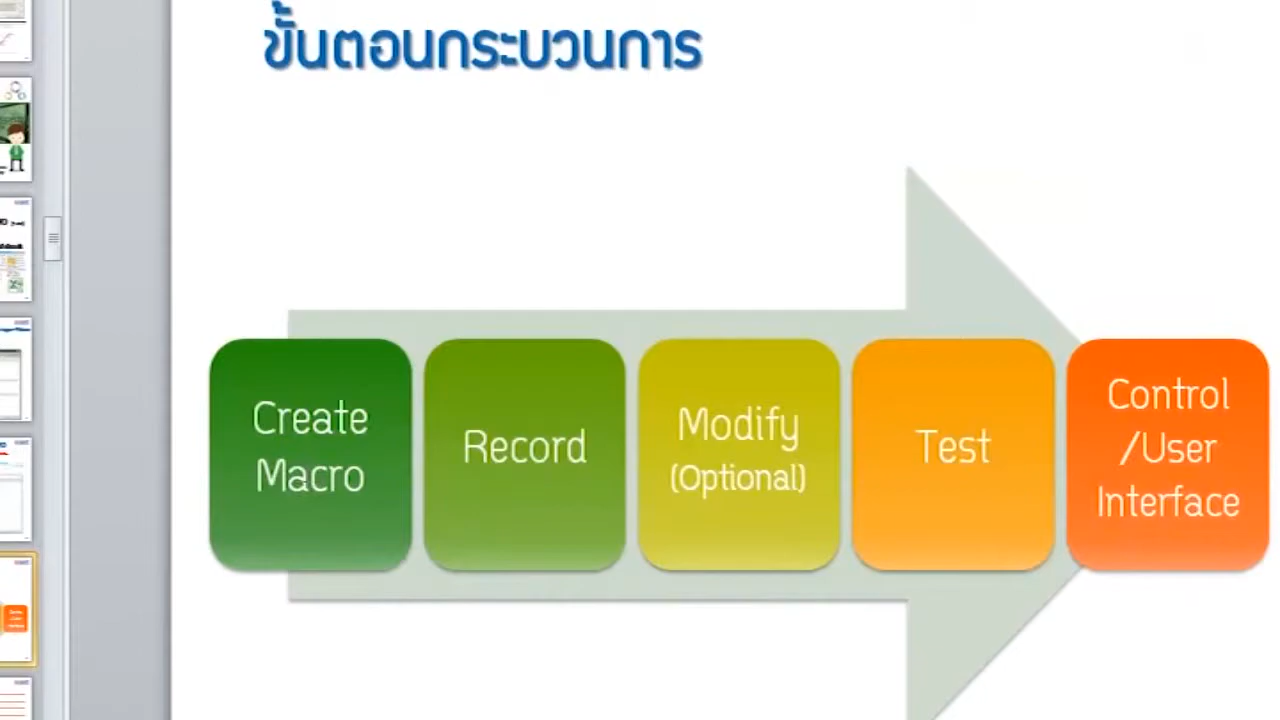 ขั้นตอนกระบวนการ
Create
Macro
Record
Modify
(Optional)
Test
Control
/User
Interface